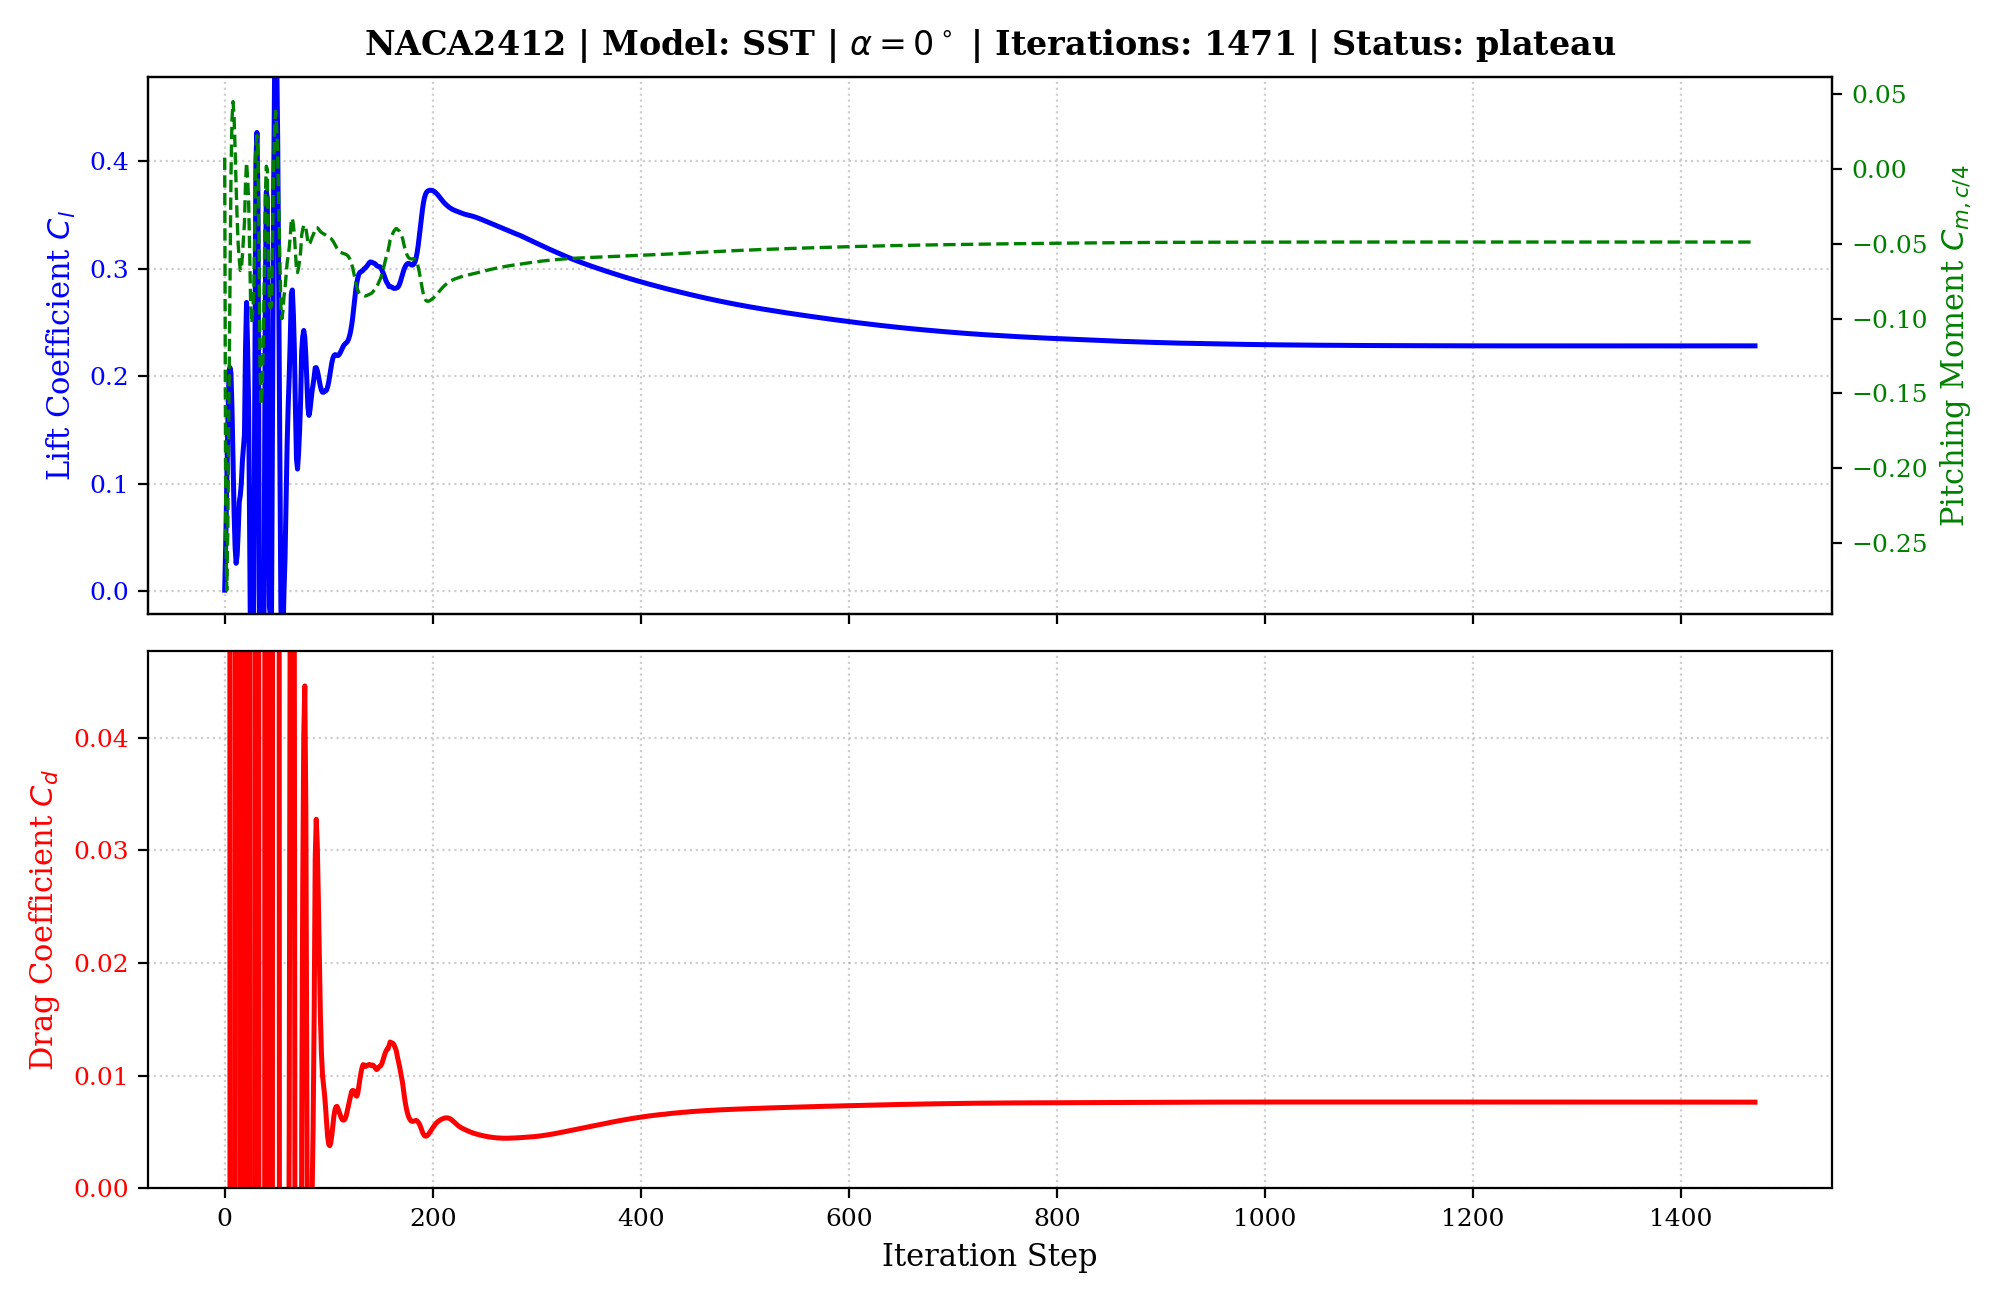 NACA2412 | Model: SST | α = 0° | Iterations: 1471 | Status: plateau
Lift Coefficient C_l
0.4
0.3
0.2
0.1
0.0
0.05
0.00
−0.05
−0.10
−0.15
−0.20
−0.25
Pitching Moment C_{m, c/4}
Drag Coefficient C_d
0.04
0.03
0.02
0.01
0.00
0 200 400 600 800 1000 1200 1400
Iteration Step